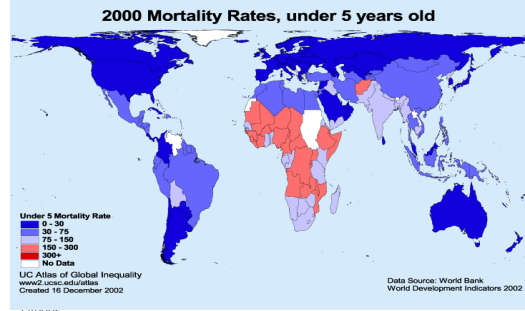 2000 Mortality Rates, under 5 years old
Under 5 Mortality Rate
0 - 30
30 - 75
75 - 150
150 - 300
300+
No Data
UC Atlas of Global Inequality
www2.ucsc.edu/atlas
Created 16 December 2002
Data Source: World Bank
World Development Indicators 2002